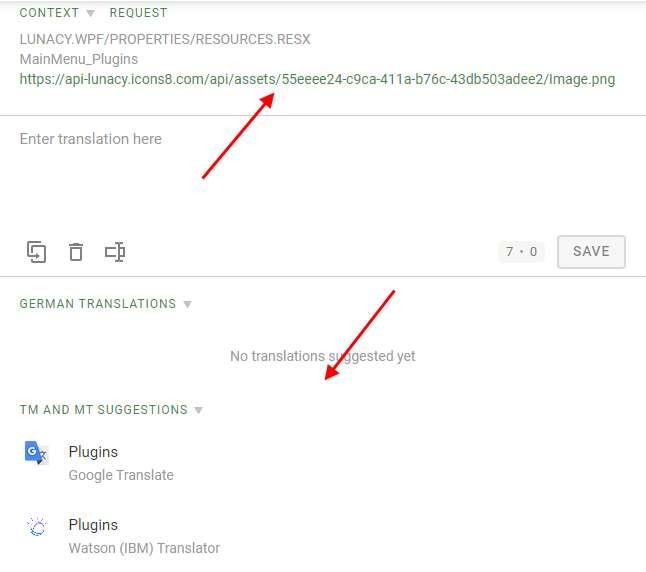 CONTEXT REQUEST
LUNACY.WPF/PROPERTIES/RESOURCES.RESX
MainMenu_Plugins
https://api-lunacy.icons8.com/api/assets/55eeee24-c9ca-411a-b76c-43db503adee2/Image.png
Enter translation here
7 • 0 SAVE
GERMAN TRANSLATIONS
No translations suggested yet
TM AND MT SUGGESTIONS
Plugins
Google Translate
Plugins
Watson (IBM) Translator